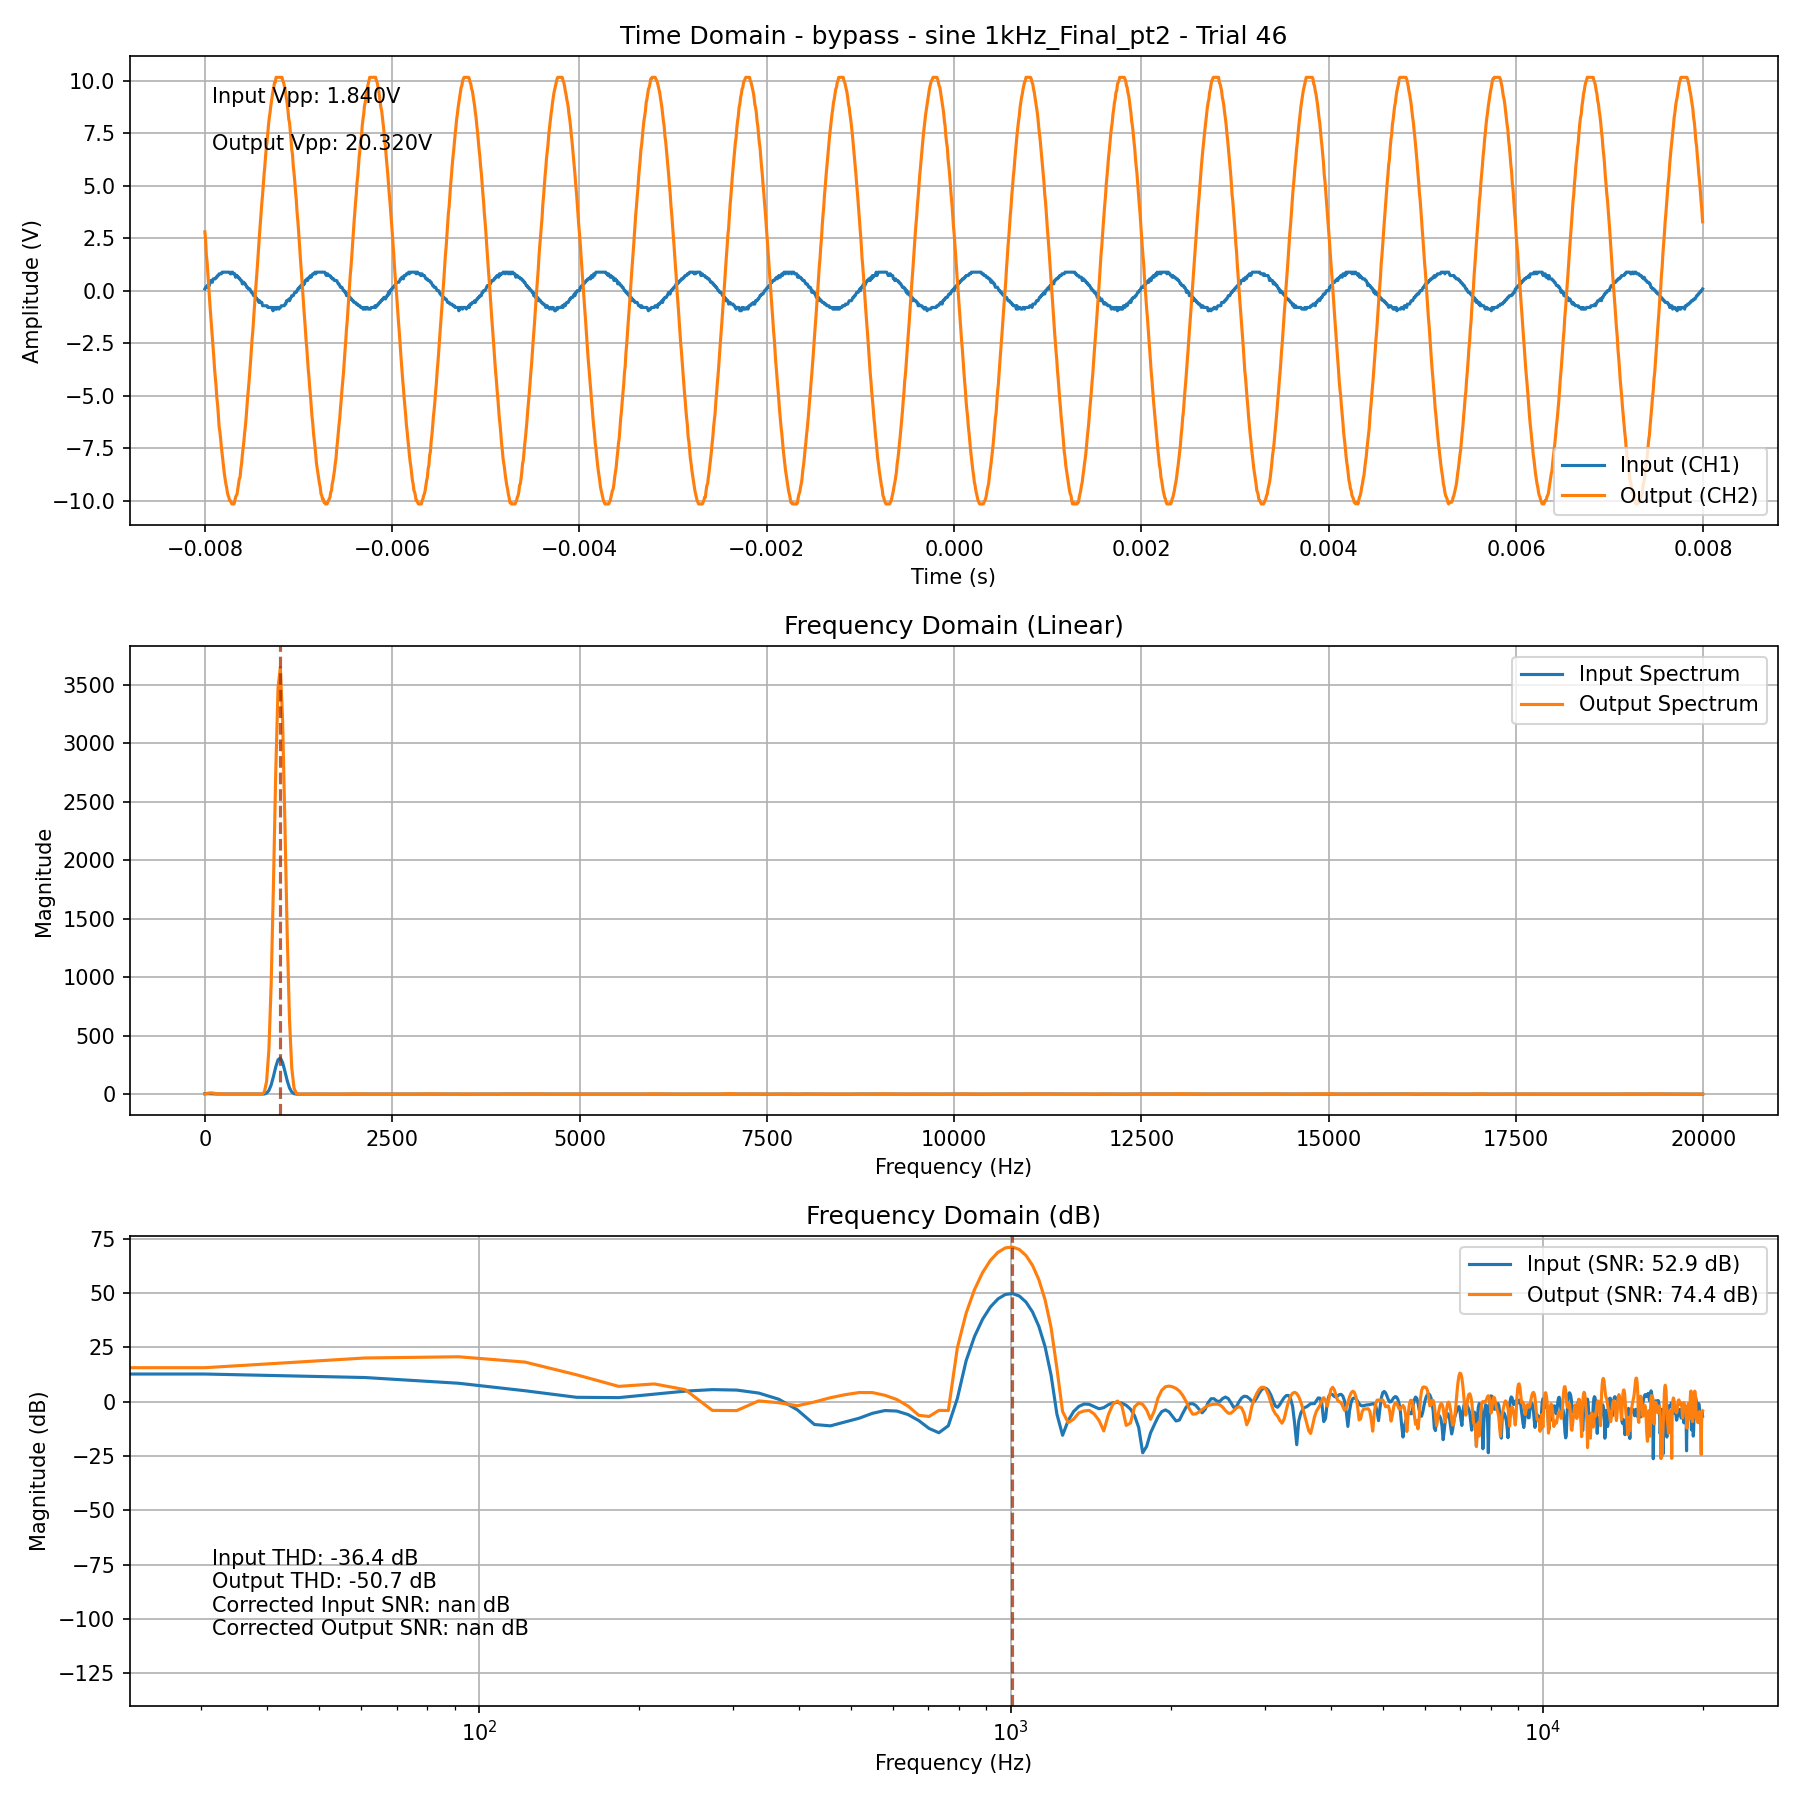 Time Domain - bypass - sine 1kHz_Final_pt2 - Trial 46
Input Vpp: 1.840V
Output Vpp: 20.320V
Amplitude (V)
10.0
7.5
5.0
2.5
0.0
−2.5
−5.0
−7.5
−10.0
Input (CH1)
Output (CH2)
−0.008 −0.006 −0.004 −0.002 0.000 0.002 0.004 0.006 0.008
Time (s)
Frequency Domain (Linear)
Input Spectrum
Output Spectrum
Magnitude
3500
3000
2500
2000
1500
1000
500
0
0 2500 5000 7500 10000 12500 15000 17500 20000
Frequency (Hz)
Frequency Domain (dB)
Input (SNR: 52.9 dB)
Output (SNR: 74.4 dB)
Magnitude (dB)
75
50
25
0
−25
−50
−75
−100
−125
Input THD: -36.4 dB
Output THD: -50.7 dB
Corrected Input SNR: nan dB
Corrected Output SNR: nan dB
10² 10³ 10⁴
Frequency (Hz)